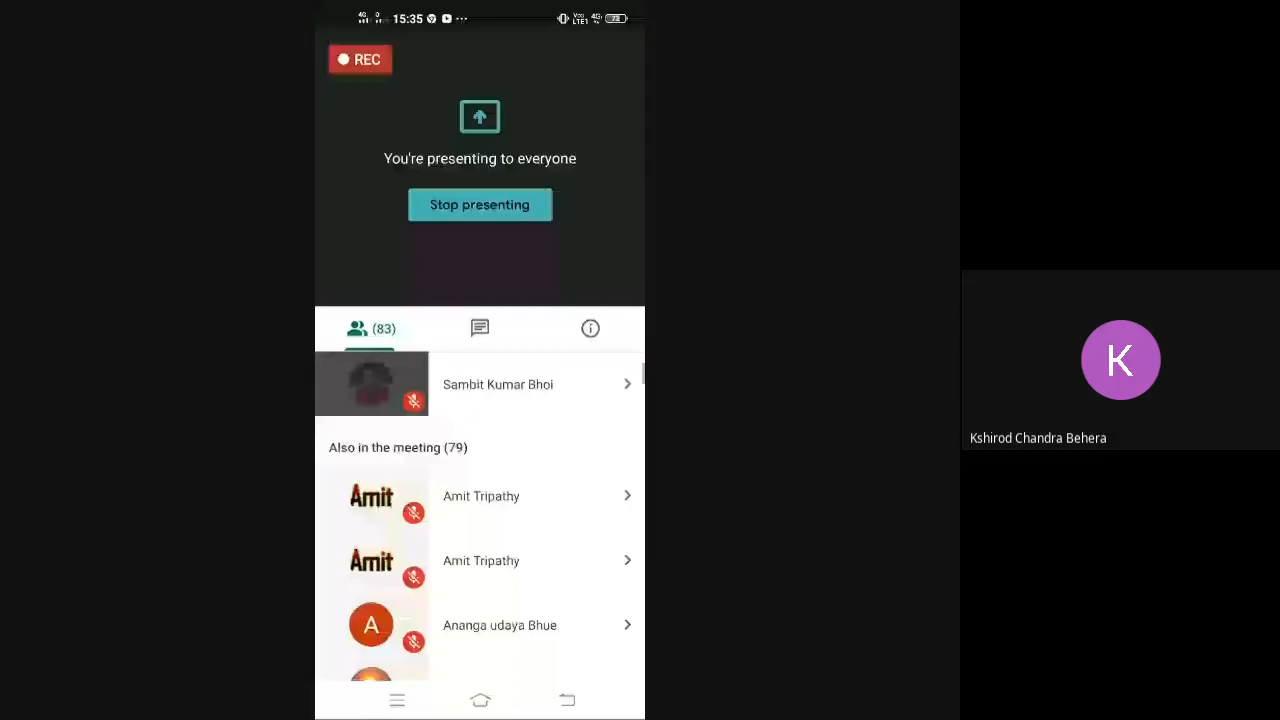 15:35
REC
You're presenting to everyone
Stop presenting
(83)
Sambit Kumar Bhoi
Also in the meeting (79)
Amit
Amit Tripathy
Amit
Amit Tripathy
A
Ananga udaya Bhue
K
Kshirod Chandra Behera